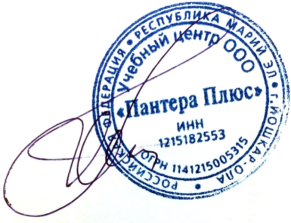 РОССИЙСКАЯ ФЕДЕРАЦИЯ • РЕСПУБЛИКА МАРИЙ ЭЛ • г. ЙОШКАР-ОЛА
Учебный центр ООО
«Пантера Плюс»
ИНН
1215182553
ОГРН 1141215005315